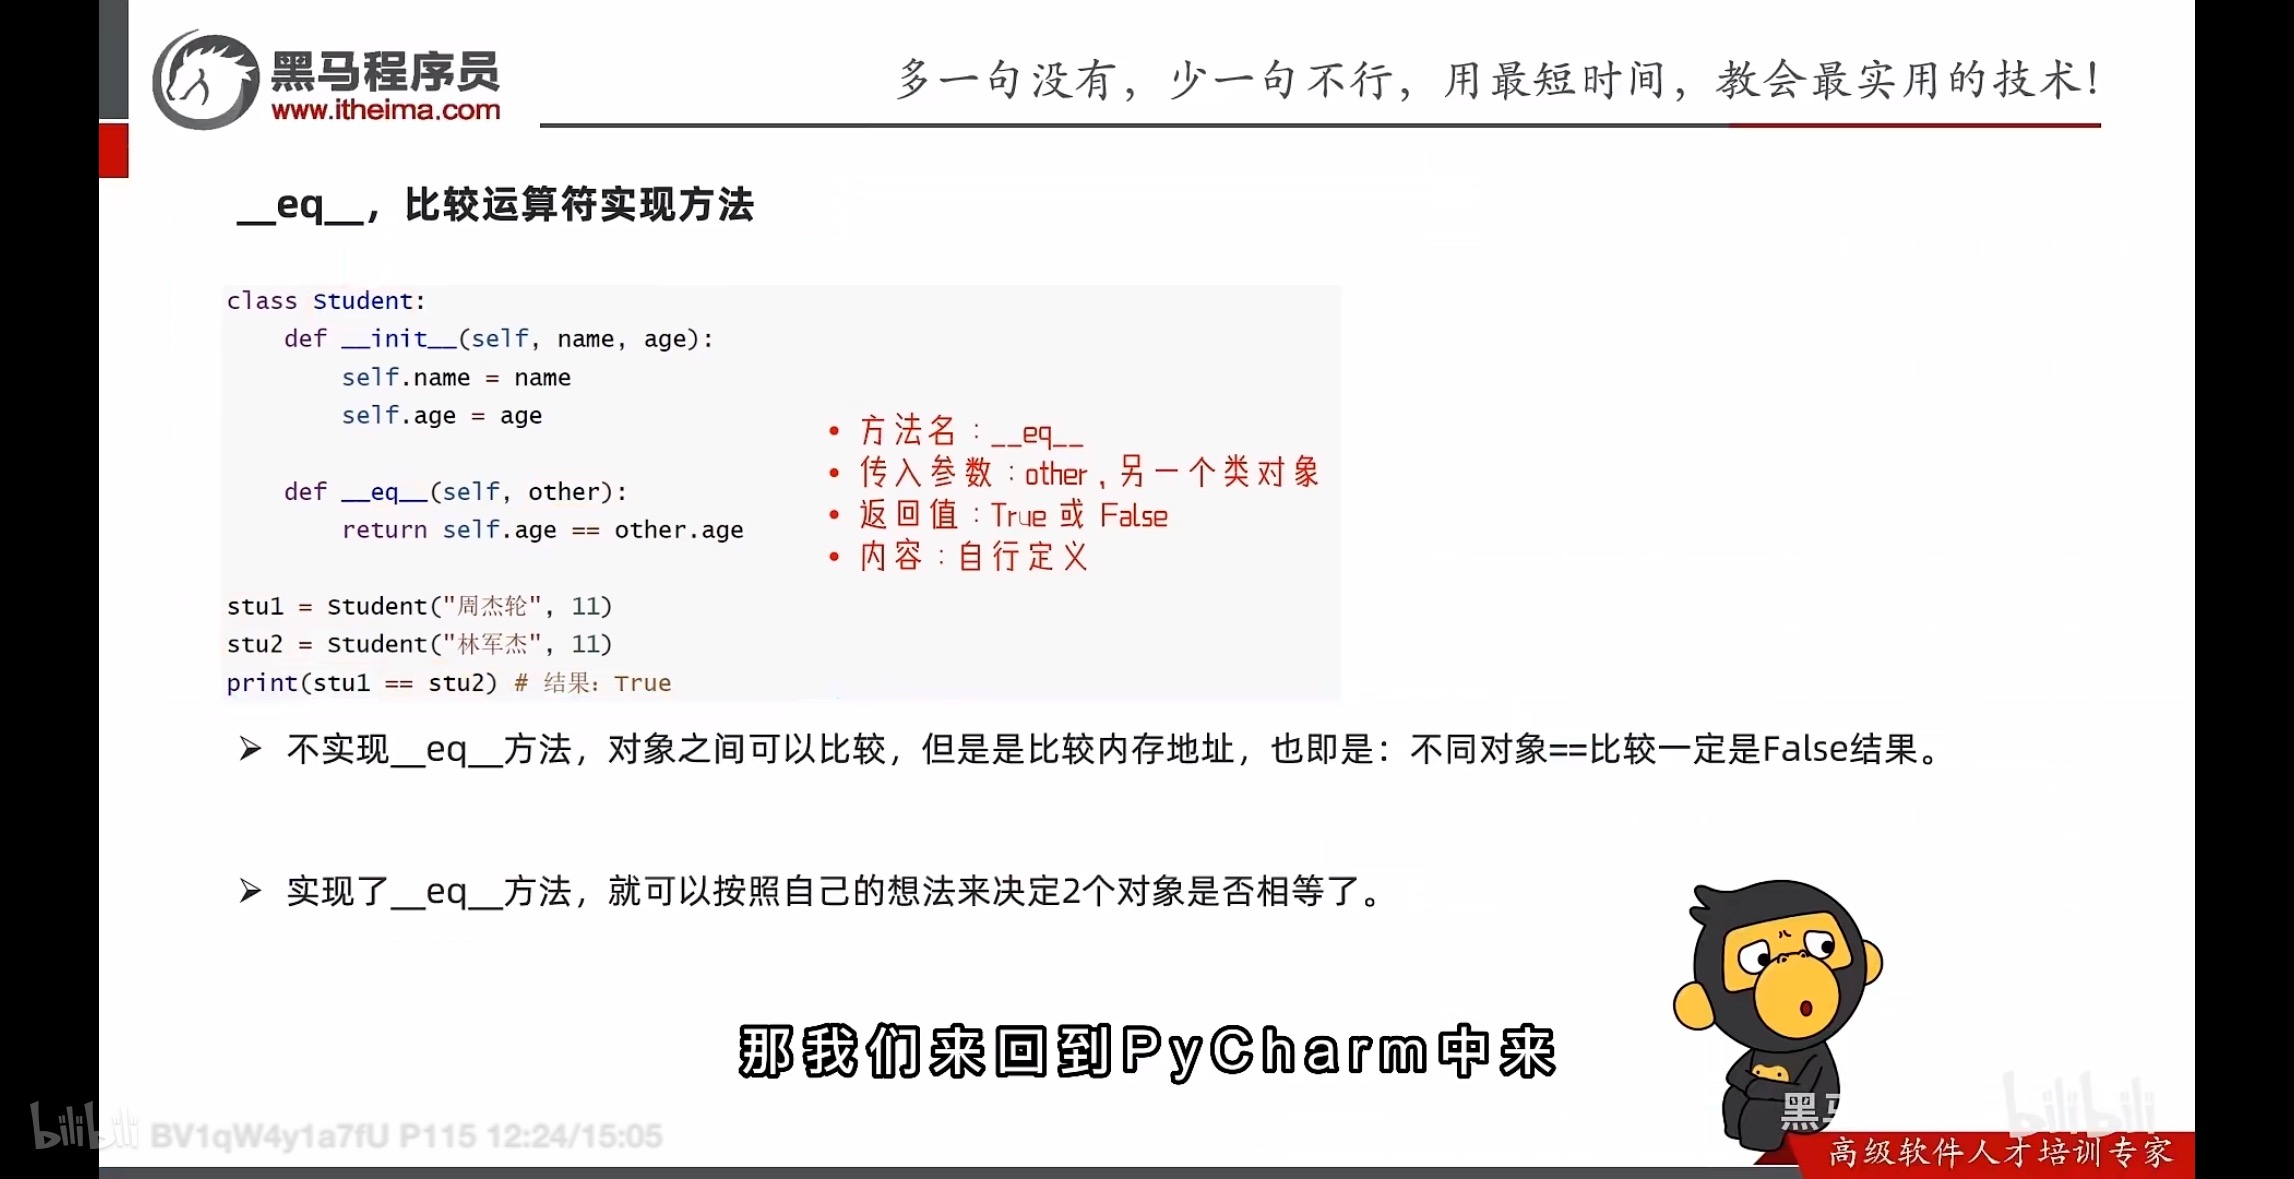 黑马程序员
www.itheima.com
多一句没有，少一句不行，用最短时间，教会最实用的技术！
__eq__，比较运算符实现方法
class Student:
    def __init__(self, name, age):
        self.name = name
        self.age = age
    def __eq__(self, other):
        return self.age == other.age
stu1 = Student("周杰轮", 11)
stu2 = Student("林军杰", 11)
print(stu1 == stu2) # 结果：True
• 方法名：__eq__
• 传入参数：other，另一个类对象
• 返回值：True 或 False
• 内容：自行定义
➢ 不实现__eq__方法，对象之间可以比较，但是是比较内存地址，也即是：不同对象==比较一定是False结果。
➢ 实现了__eq__方法，就可以按照自己的想法来决定2个对象是否相等了。
那我们来回到PyCharm中来
bilibili BV1qW4y1a7fU P115 12:24/15:05
黑马
bilibili
高级软件人才培训专家